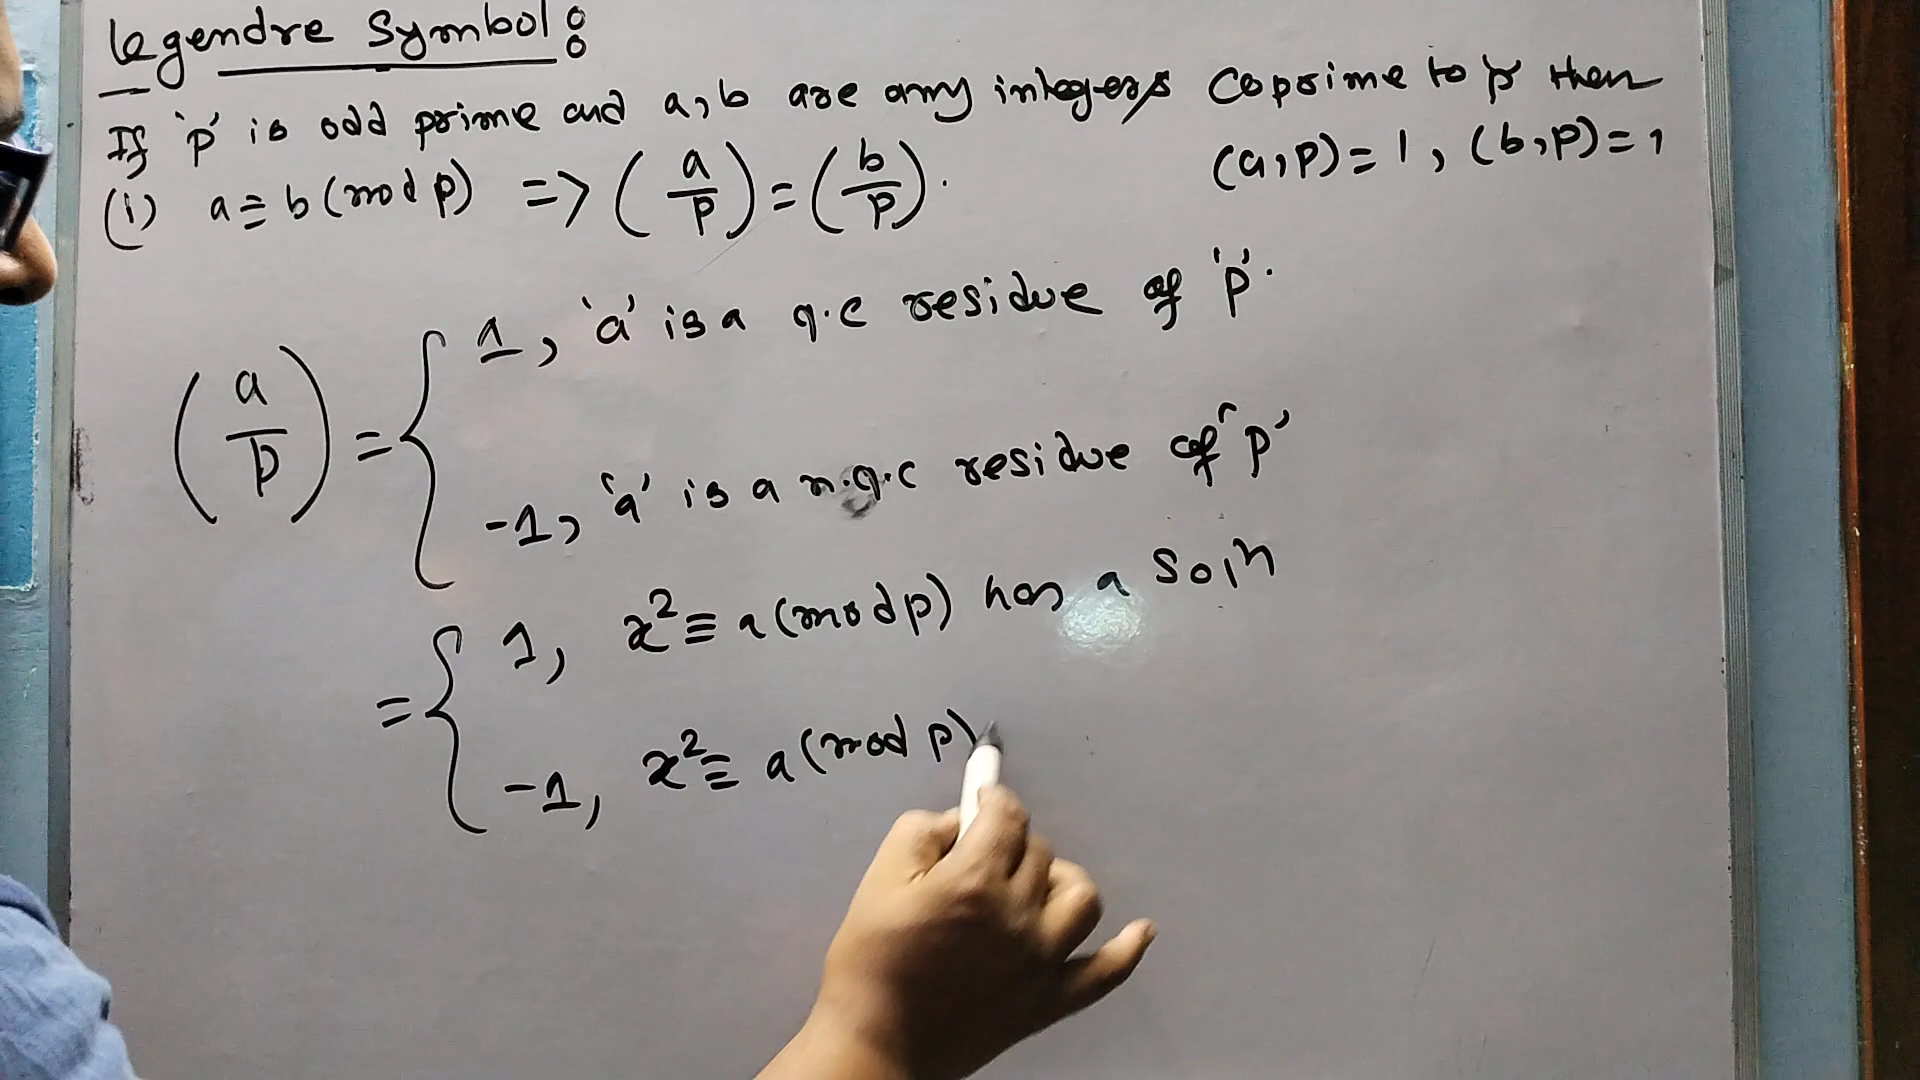 Legendre Symbol:
If 'p' is odd prime and a, b are any integers coprime to p then
(i) a ≡ b (mod p) => (a/p) = (b/p). (a, p) = 1, (b, p) = 1
(a/p) = { 1, 'a' is a q.c residue of 'p'.
-1, 'a' is a n.q.c residue of 'p'
= { 1, x² ≡ a (mod p) has a soln
-1, x² ≡ a (mod p)